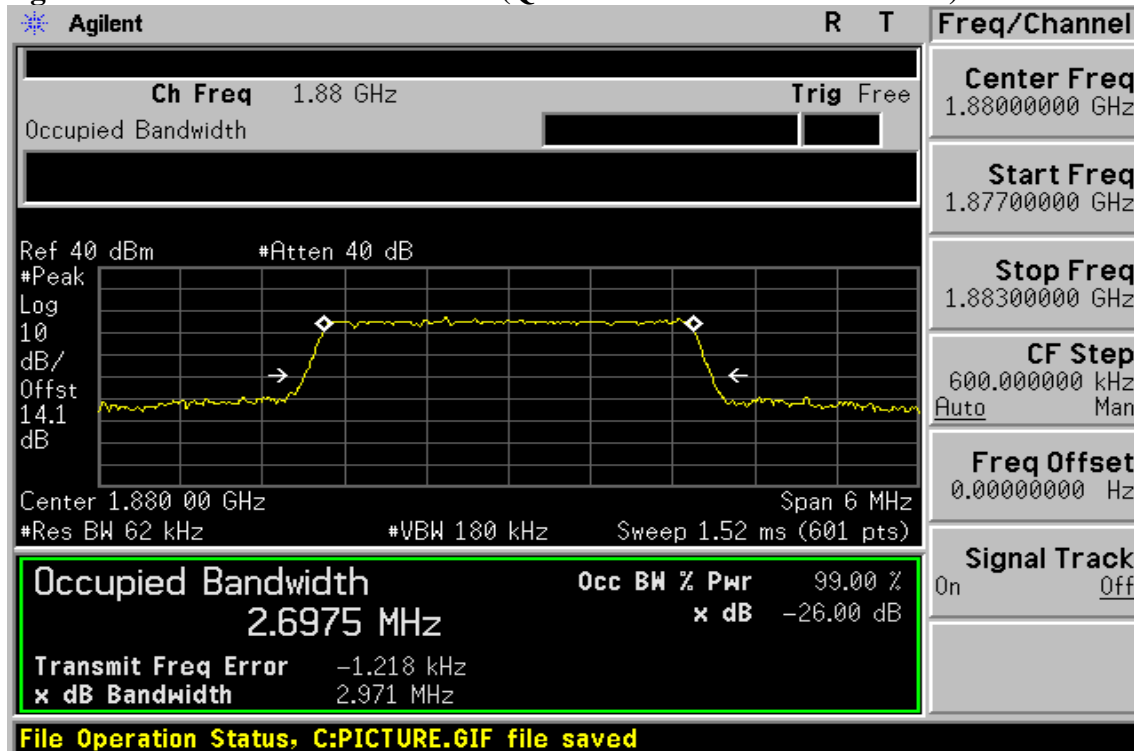 Agilent
R T
Ch Freq 1.88 GHz
Trig Free
Occupied Bandwidth
Ref 40 dBm
#Atten 40 dB
#Peak
Log
10
dB/
Offst
14.1
dB
Center 1.880 00 GHz
Span 6 MHz
#Res BW 62 kHz
#VBW 180 kHz
Sweep 1.52 ms (601 pts)
Occupied Bandwidth
2.6975 MHz
Occ BW % Pwr 99.00 %
x dB -26.00 dB
Transmit Freq Error -1.218 kHz
x dB Bandwidth 2.971 MHz
File Operation Status, C:PICTURE.GIF file saved
Freq/Channel
Center Freq
1.88000000 GHz
Start Freq
1.87700000 GHz
Stop Freq
1.88300000 GHz
CF Step
600.000000 kHz
Auto Man
Freq Offset
0.00000000 Hz
Signal Track
On Off